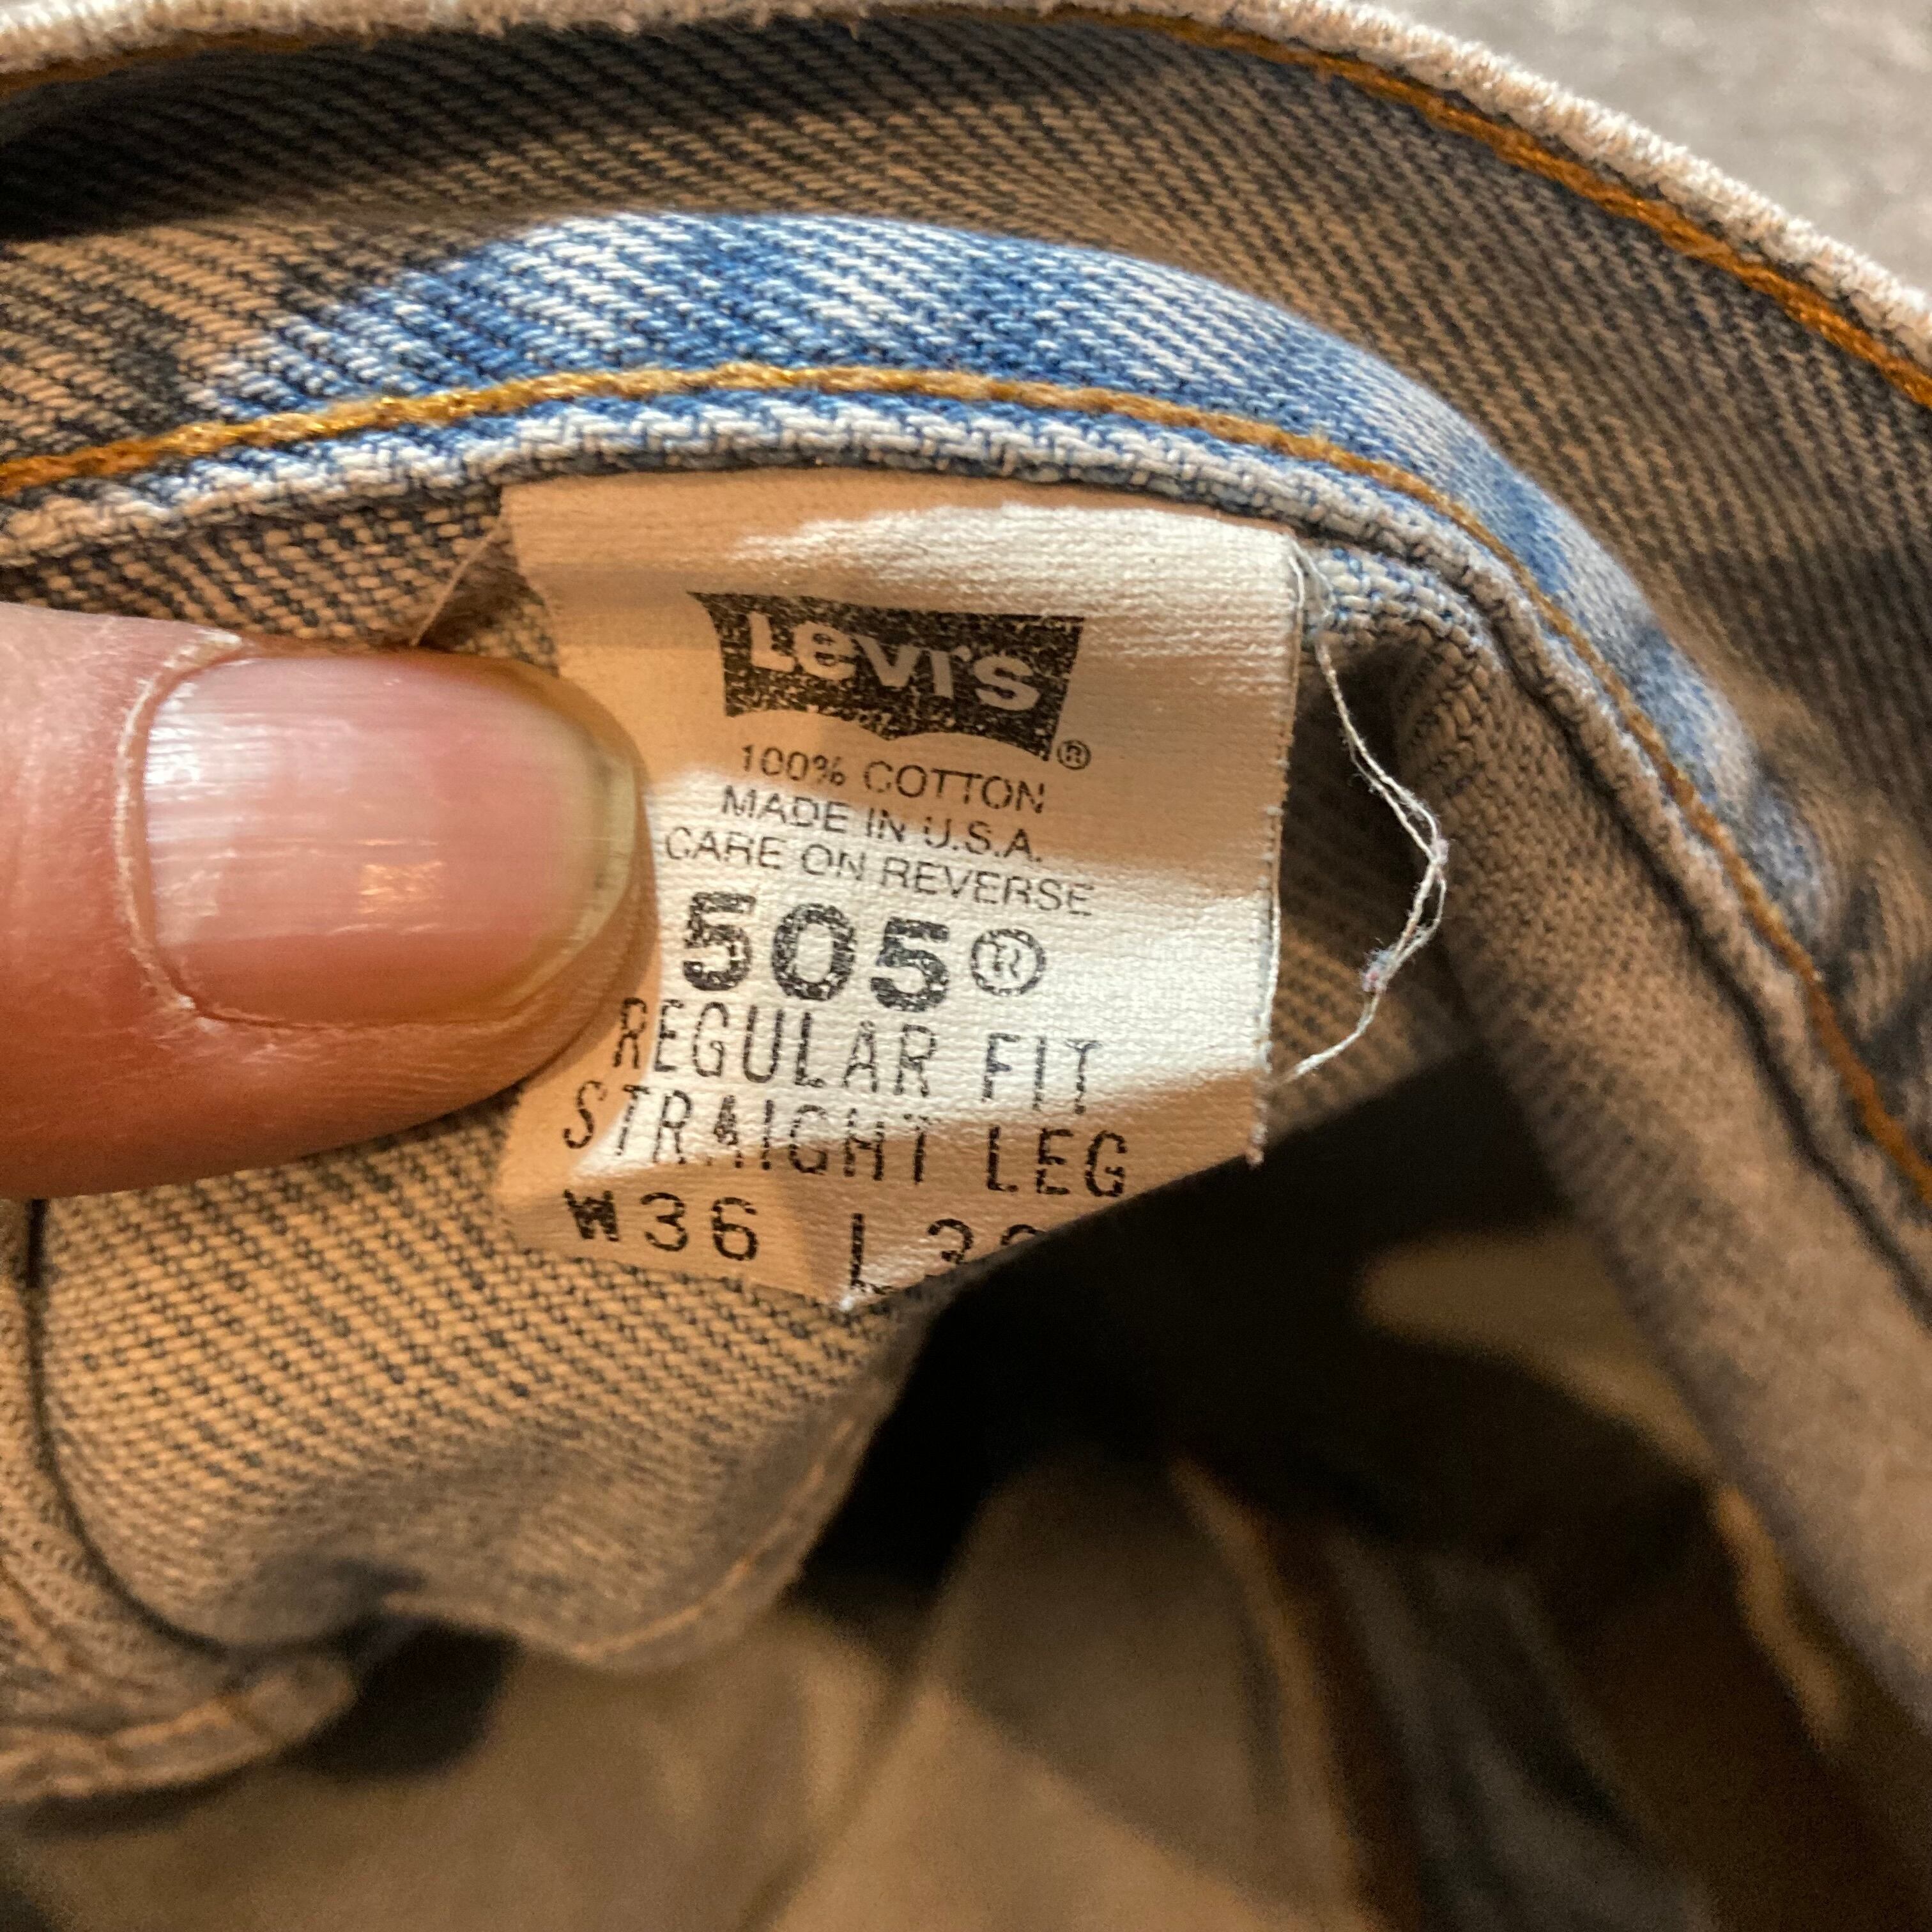 Levi's®
100% COTTON
MADE IN U.S.A.
CARE ON REVERSE
505®
REGULAR FIT
STRAIGHT LEG
W36